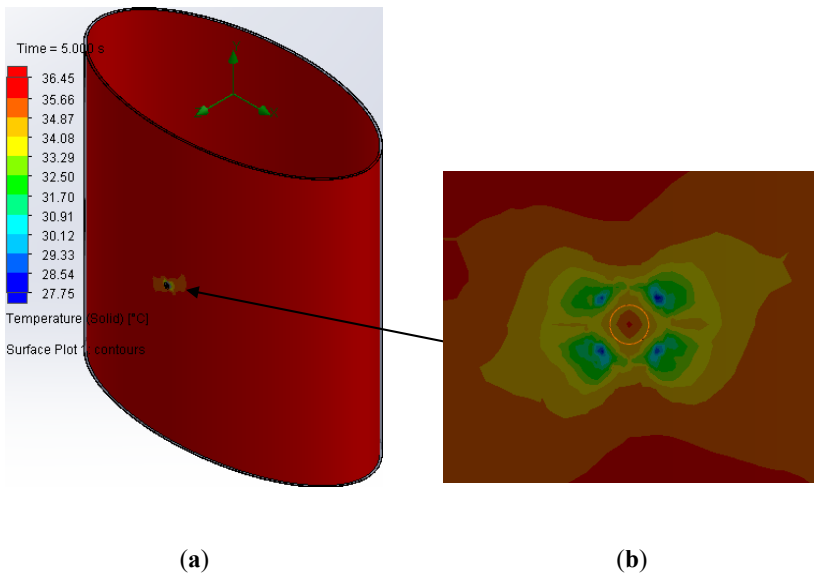 Time = 5.000 s
36.45
35.66
34.87
34.08
33.29
32.50
31.70
30.91
30.12
29.33
28.54
27.75
Temperature (Solid) [°C]
Surface Plot 1: contours
(a)
(b)